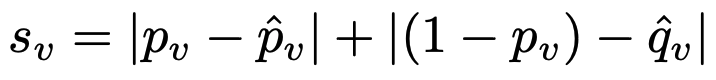 s_v = |p_v − p̂_v| + |(1 − p_v) − q̂_v|